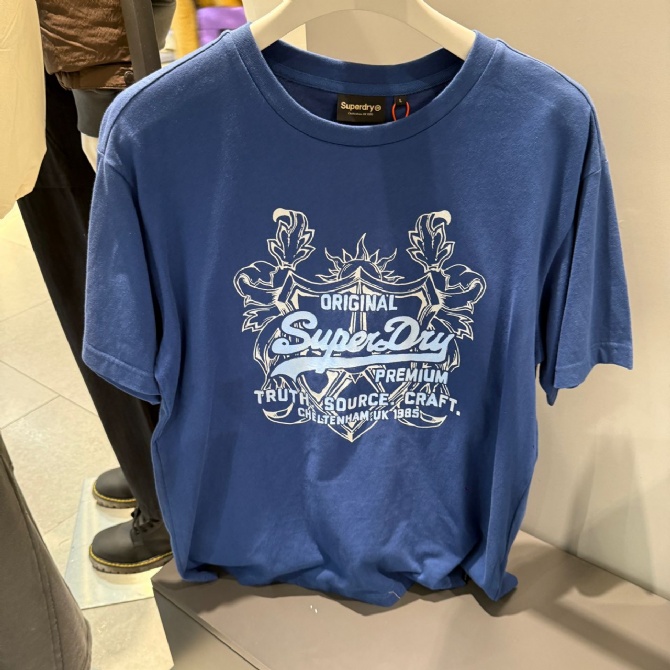 Superdry®
L
ORIGINAL
SuperDry
PREMIUM
TRUTH. SOURCE. CRAFT.
CHELTENHAM:UK 1985